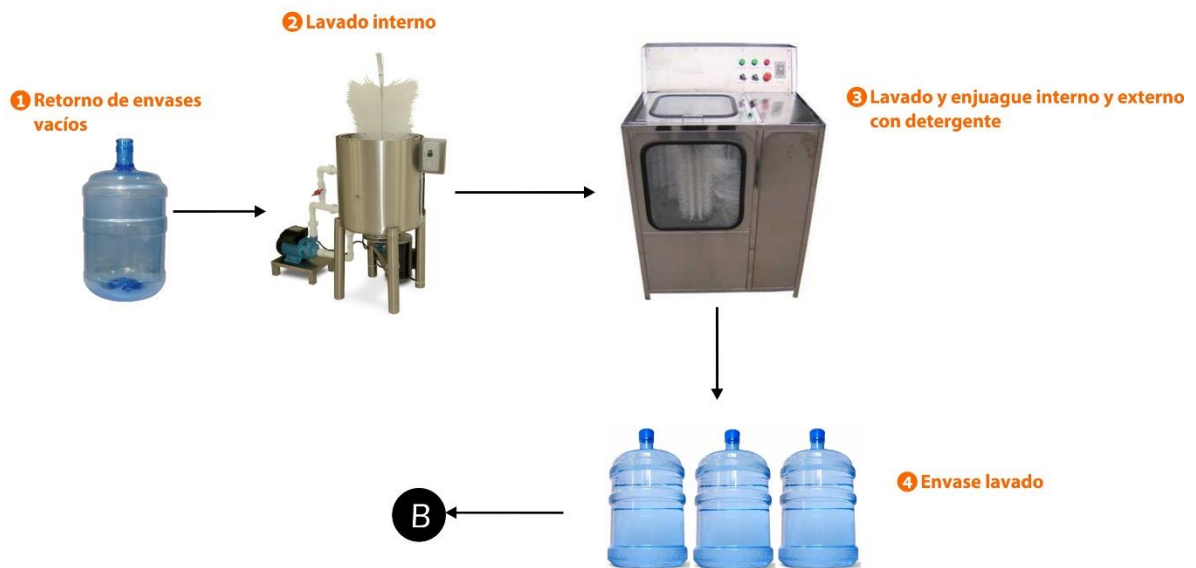 1 Retorno de envases
vacíos
2 Lavado interno
3 Lavado y enjuague interno y externo
con detergente
4 Envase lavado
B